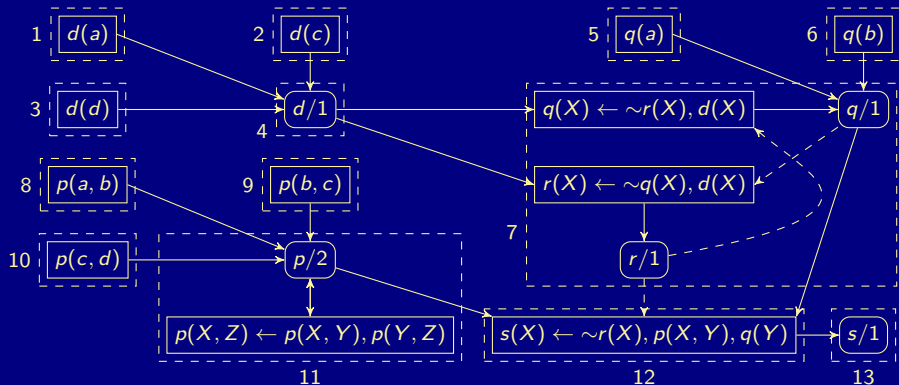 1 d(a) 2 d(c) 5 q(a) 6 q(b)
3 d(d) d/1 q(X) ← ∼r(X), d(X) q/1
4
8 p(a, b) 9 p(b, c) r(X) ← ∼q(X), d(X)
7
10 p(c, d) p/2 r/1
p(X, Z) ← p(X, Y), p(Y, Z) s(X) ← ∼r(X), p(X, Y), q(Y) s/1
11 12 13